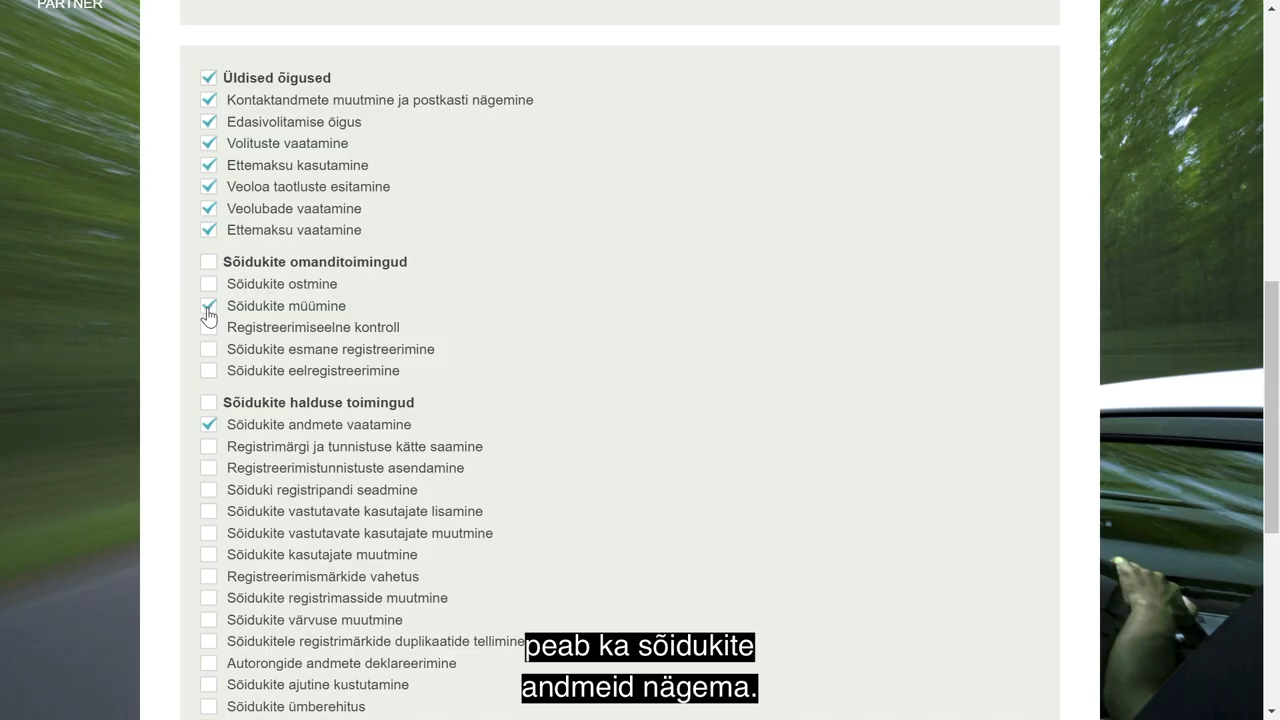 PARTNER
Üldised õigused
Kontaktandmete muutmine ja postkasti nägemine
Edasivolitamise õigus
Volituste vaatamine
Ettemaksu kasutamine
Veoloa taotluste esitamine
Veolubade vaatamine
Ettemaksu vaatamine
Sõidukite omanditoimingud
Sõidukite ostmine
Sõidukite müümine
Registreerimiseelne kontroll
Sõidukite esmane registreerimine
Sõidukite eelregistreerimine
Sõidukite halduse toimingud
Sõidukite andmete vaatamine
Registrimärgi ja tunnistuse kätte saamine
Registreerimistunnistuste asendamine
Sõiduki registripandi seadmine
Sõidukite vastutavate kasutajate lisamine
Sõidukite vastutavate kasutajate muutmine
Sõidukite kasutajate muutmine
Registreerimismärkide vahetus
Sõidukite registrimasside muutmine
Sõidukite värvuse muutmine
Sõidukitele registrimärkide duplikaatide tellimine
Autorongide andmete deklareerimine
Sõidukite ajutine kustutamine
Sõidukite ümberehitus
peab ka sõidukite
andmeid nägema.